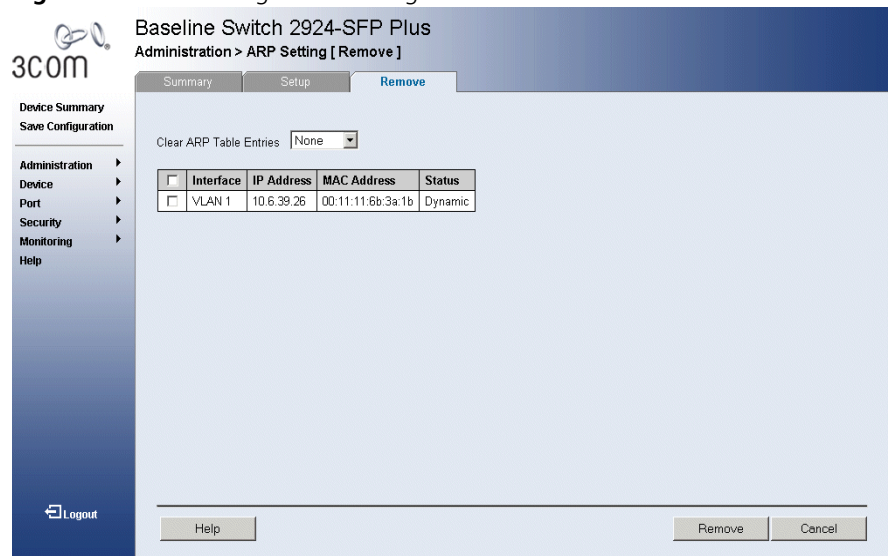 3com
Baseline Switch 2924-SFP Plus
Administration > ARP Setting [ Remove ]
Summary Setup Remove
Device Summary
Save Configuration
Administration
Device
Port
Security
Monitoring
Help
Logout
Clear ARP Table Entries None
Interface IP Address MAC Address Status
VLAN 1 10.6.39.26 00:11:11:6b:3a:1b Dynamic
Help Remove Cancel